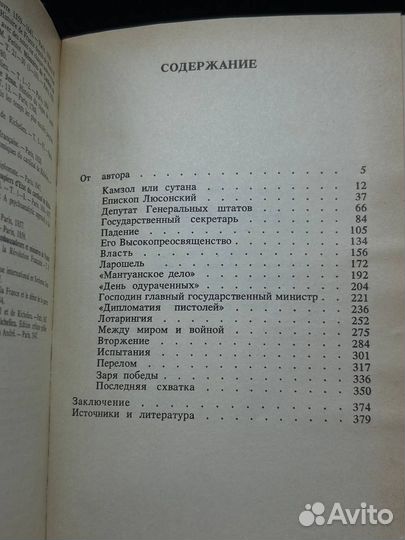 СОДЕРЖАНИЕ
От автора . . . . . . . . . . . . . . 5
Камзол или сутана . . . . . . . . . . 12
Епископ Люсонский . . . . . . . . . . 37
Депутат Генеральных штатов . . . . . 66
Государственный секретарь . . . . . . 84
Падение . . . . . . . . . . . . . . . 105
Его Высокопреосвященство . . . . . . 134
Власть . . . . . . . . . . . . . . . 156
Ларошель . . . . . . . . . . . . . . 172
«Мантуанское дело» . . . . . . . . . 192
«День одураченных» . . . . . . . . . 204
Господин главный государственный министр . 221
«Дипломатия пистолей» . . . . . . . . 236
Лотарингия . . . . . . . . . . . . . 252
Между миром и войной . . . . . . . . 275
Вторжение . . . . . . . . . . . . . . 284
Испытания . . . . . . . . . . . . . . 301
Перелом . . . . . . . . . . . . . . . 317
Заря победы . . . . . . . . . . . . . 336
Последняя схватка . . . . . . . . . . 350
Заключение . . . . . . . . . . . . . 374
Источники и литература . . . . . . . 379
Avito